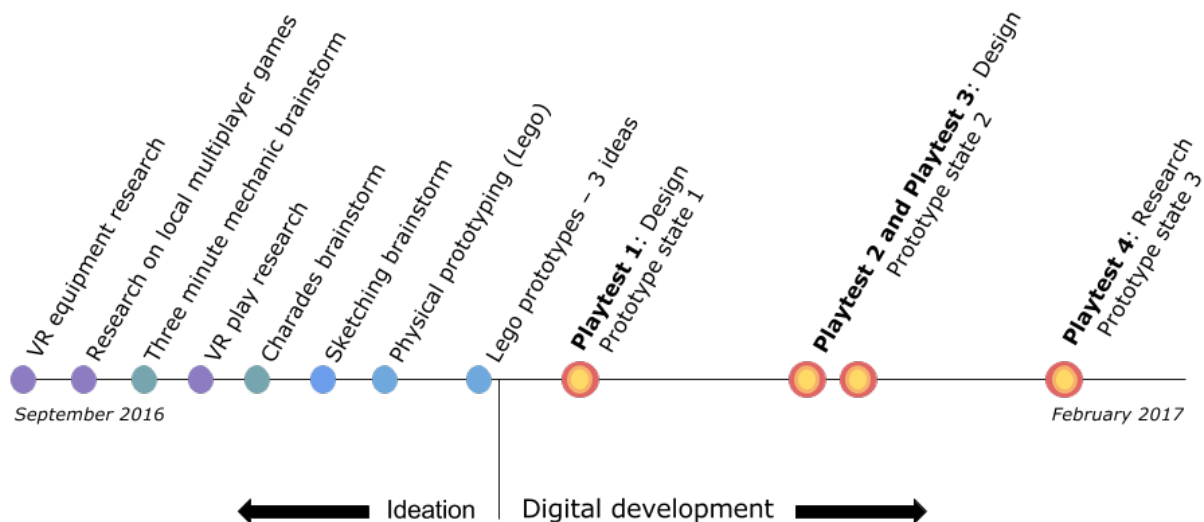 VR equipment research
Research on local multiplayer games
Three minute mechanic brainstorm
VR play research
Charades brainstorm
Sketching brainstorm
Physical prototyping (Lego)
Lego prototypes – 3 ideas
Playtest 1: Design
Prototype state 1
Playtest 2 and Playtest 3: Design
Prototype state 2
Playtest 4: Research
Prototype state 3
September 2016
February 2017
Ideation
Digital development